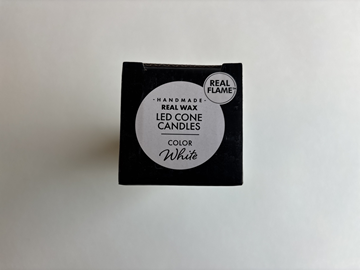 REAL
FLAME™
·HANDMADE·
REAL WAX
LED CONE
CANDLES
COLOR
White